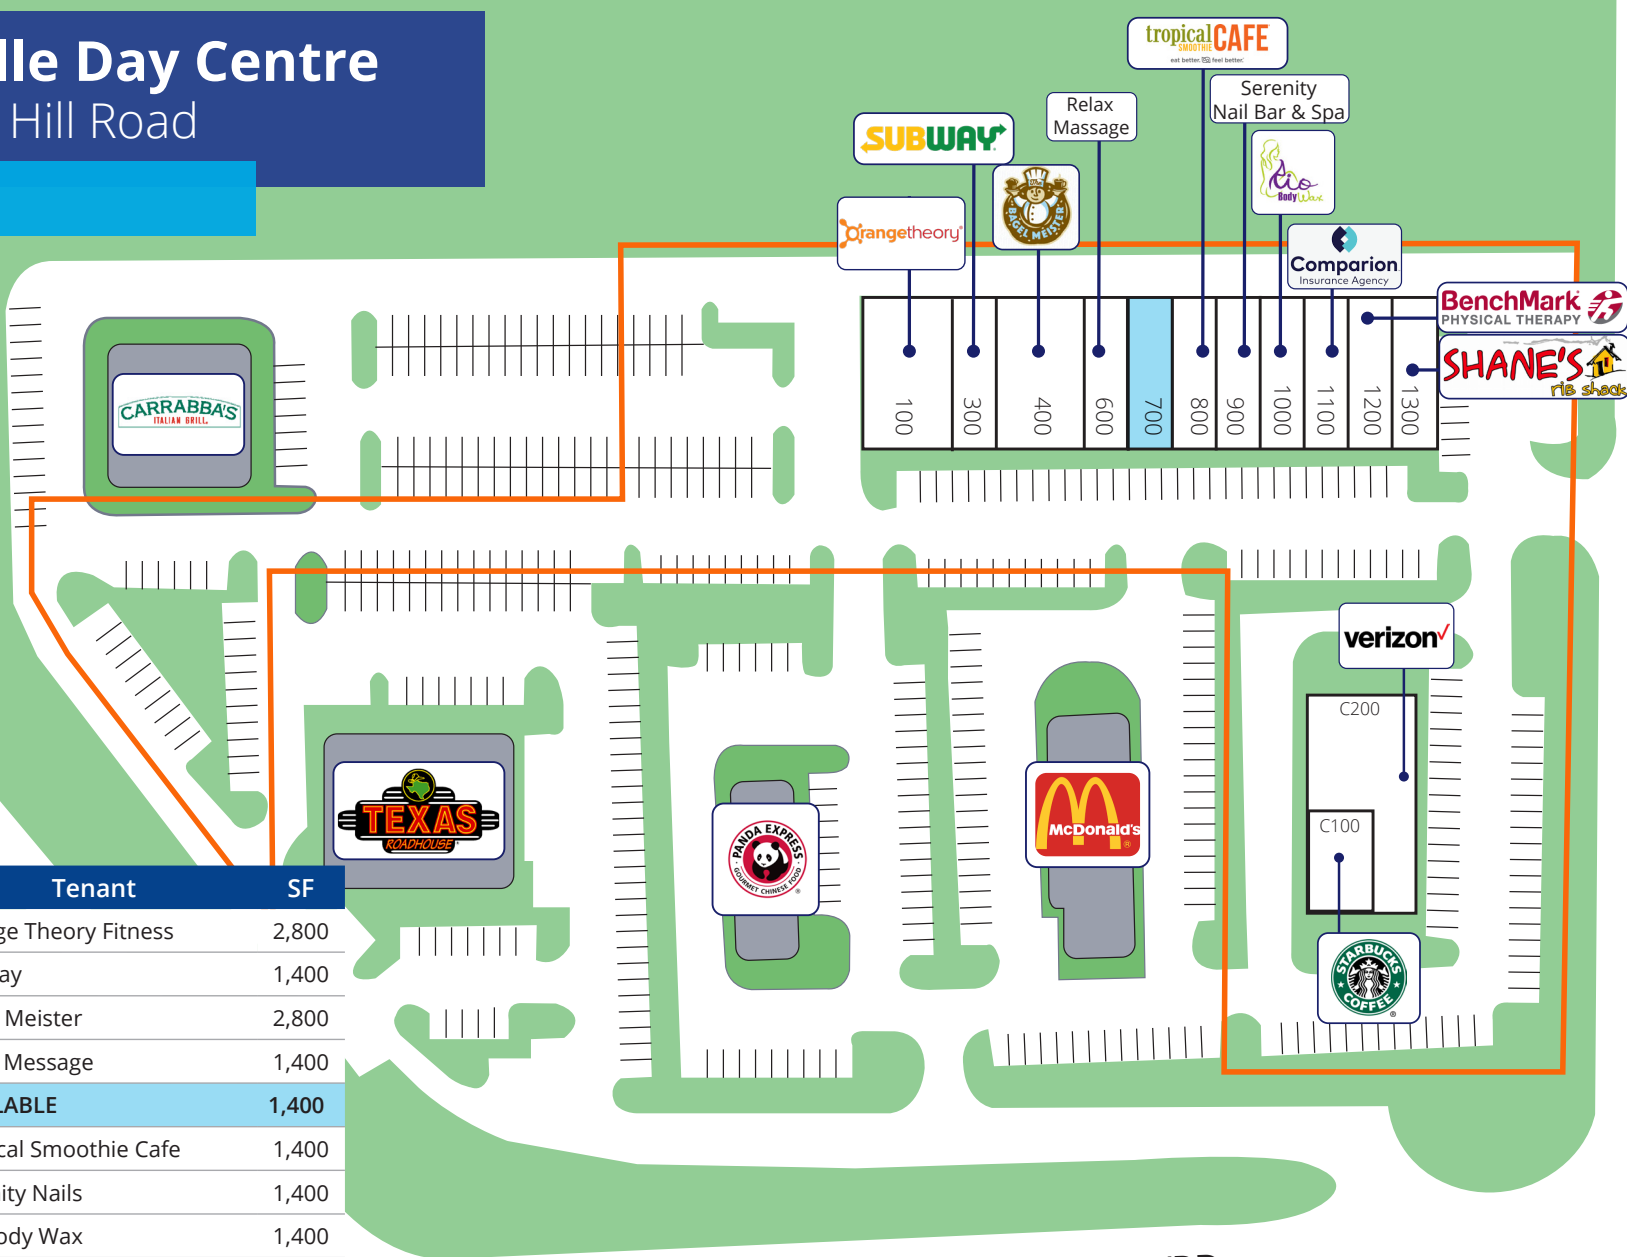 lle Day Centre
Hill Road
tropical CAFE
SMOOTHIE
eat better. feel better.
Serenity
Nail Bar & Spa
Relax
Massage
SUBWAY
BAGEL MEISTER
Rio
Body Wax
Orangetheory
Comparion
Insurance Agency
BenchMark
PHYSICAL THERAPY
SHANE'S
rib shack
100
300
400
600
700
800
900
1000
1100
1200
1300
CARRABBA'S
ITALIAN GRILL
verizon
C200
C100
TEXAS
ROADHOUSE
PANDA EXPRESS
GOURMET CHINESE FOOD
McDonald's
STARBUCKS
COFFEE
Tenant SF
ge Theory Fitness 2,800
ay 1,400
Meister 2,800
Message 1,400
LABLE 1,400
cal Smoothie Cafe 1,400
ity Nails 1,400
ody Wax 1,400